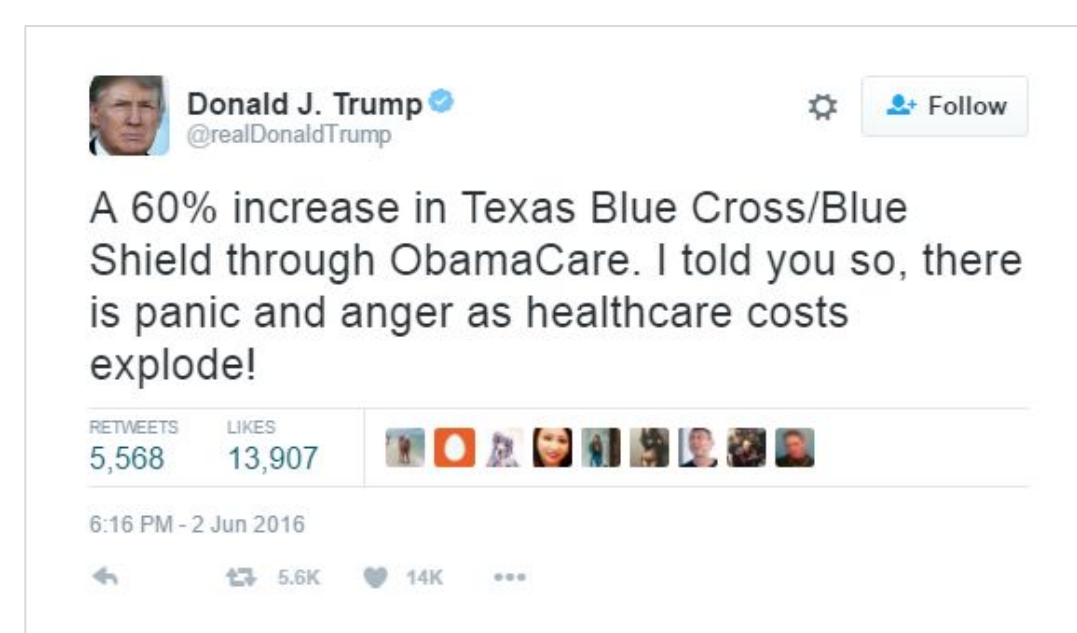 Donald J. Trump
Follow
@realDonaldTrump
A 60% increase in Texas Blue Cross/Blue
Shield through ObamaCare. I told you so, there
is panic and anger as healthcare costs
explode!
RETWEETS LIKES
5,568 13,907
6:16 PM - 2 Jun 2016
5.6K 14K